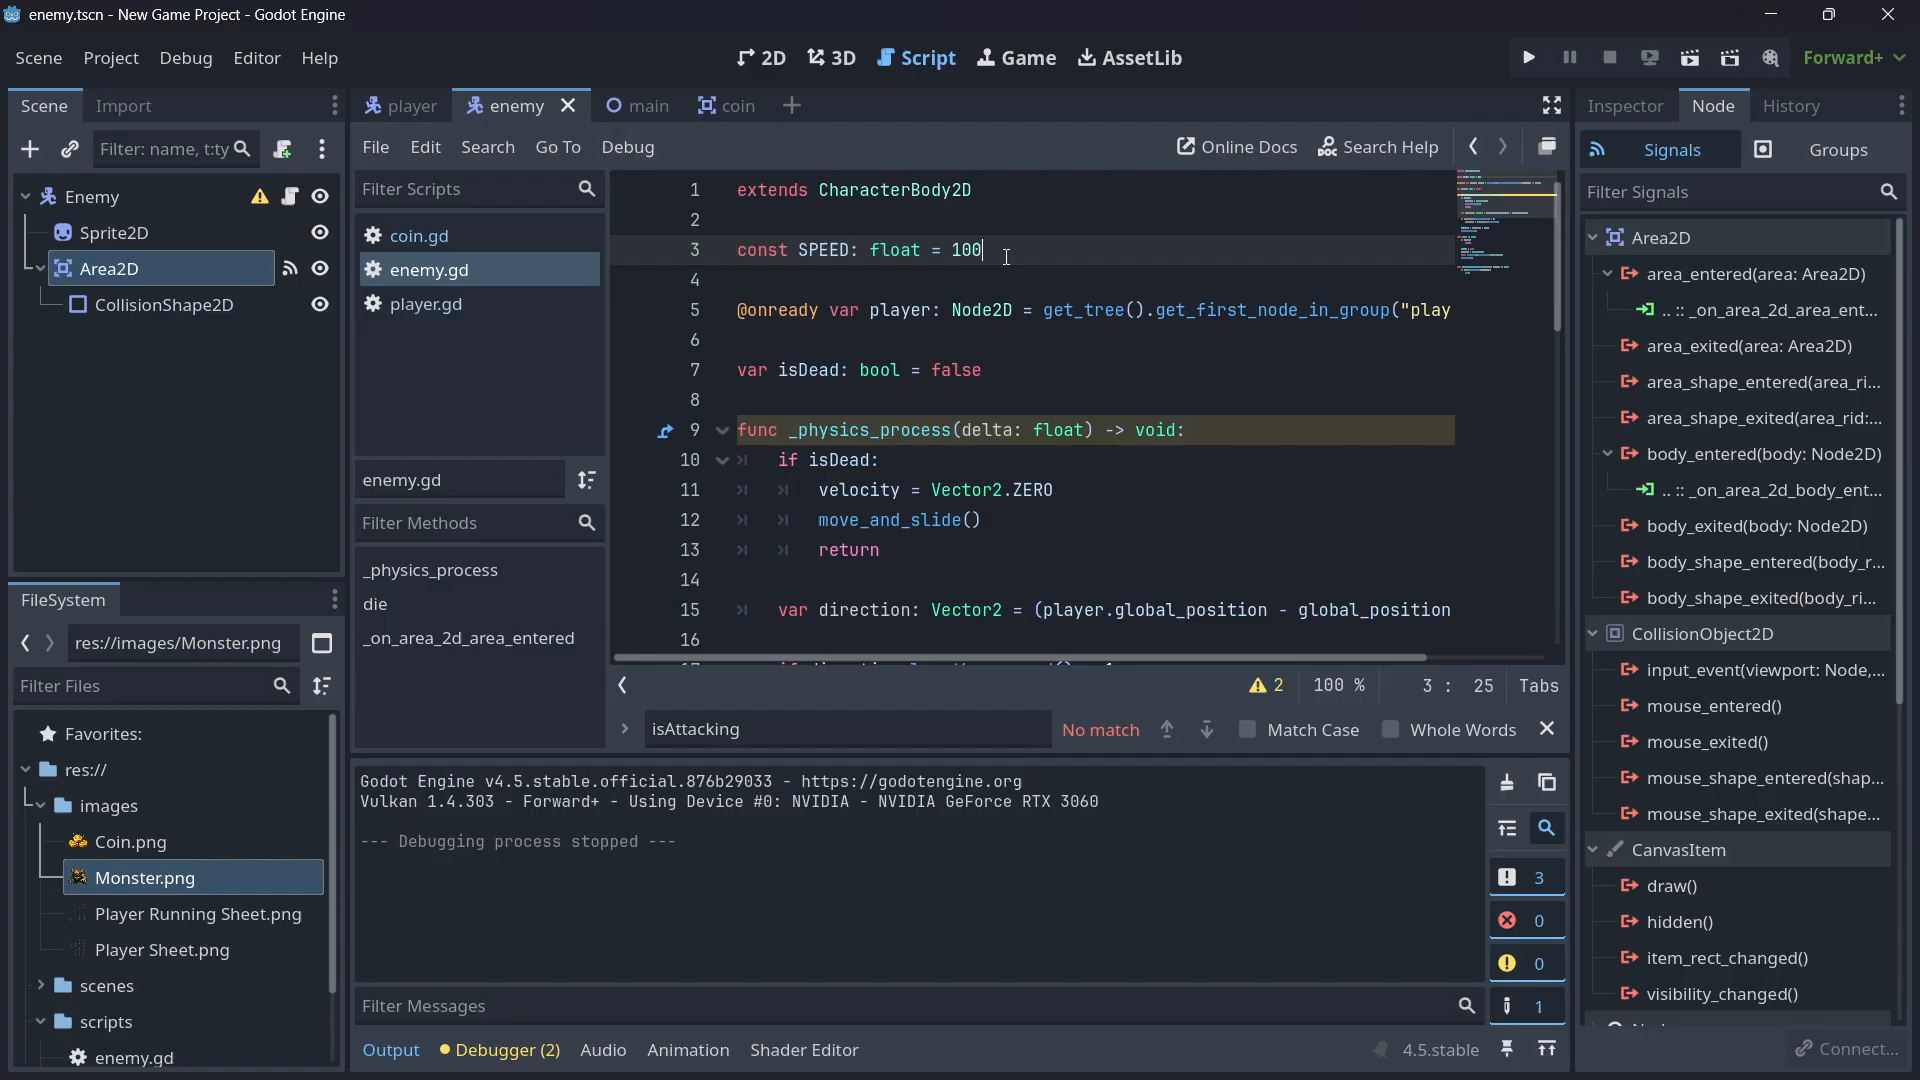 enemy.tscn - New Game Project - Godot Engine
Scene Project Debug Editor Help
2D 3D Script Game AssetLib
Forward+
Scene Import
Filter: name, t:ty
Enemy
Sprite2D
Area2D
CollisionShape2D
FileSystem
res://images/Monster.png
Filter Files
Favorites:
res://
images
Coin.png
Monster.png
Player Running Sheet.png
Player Sheet.png
scenes
scripts
enemy.gd
player enemy main coin
File Edit Search Go To Debug
Online Docs Search Help
Filter Scripts
coin.gd
enemy.gd
player.gd
enemy.gd
Filter Methods
_physics_process
die
_on_area_2d_area_entered
1 extends CharacterBody2D
2
3 const SPEED: float = 100
4
5 @onready var player: Node2D = get_tree().get_first_node_in_group("play
6
7 var isDead: bool = false
8
9 func _physics_process(delta: float) -> void:
10 if isDead:
11 velocity = Vector2.ZERO
12 move_and_slide()
13 return
14
15 var direction: Vector2 = (player.global_position - global_position
16
2 100 % 3 : 25 Tabs
isAttacking No match Match Case Whole Words
Godot Engine v4.5.stable.official.876b29033 - https://godotengine.org
Vulkan 1.4.303 - Forward+ - Using Device #0: NVIDIA - NVIDIA GeForce RTX 3060
--- Debugging process stopped ---
3
0
0
1
Filter Messages
Output Debugger (2) Audio Animation Shader Editor
4.5.stable
Inspector Node History
Signals Groups
Filter Signals
Area2D
area_entered(area: Area2D)
.. :: _on_area_2d_area_ent...
area_exited(area: Area2D)
area_shape_entered(area_ri...
area_shape_exited(area_rid:...
body_entered(body: Node2D)
.. :: _on_area_2d_body_ent...
body_exited(body: Node2D)
body_shape_entered(body_r...
body_shape_exited(body_ri...
CollisionObject2D
input_event(viewport: Node,...
mouse_entered()
mouse_exited()
mouse_shape_entered(shap...
mouse_shape_exited(shape...
CanvasItem
draw()
hidden()
item_rect_changed()
visibility_changed()
Connect...